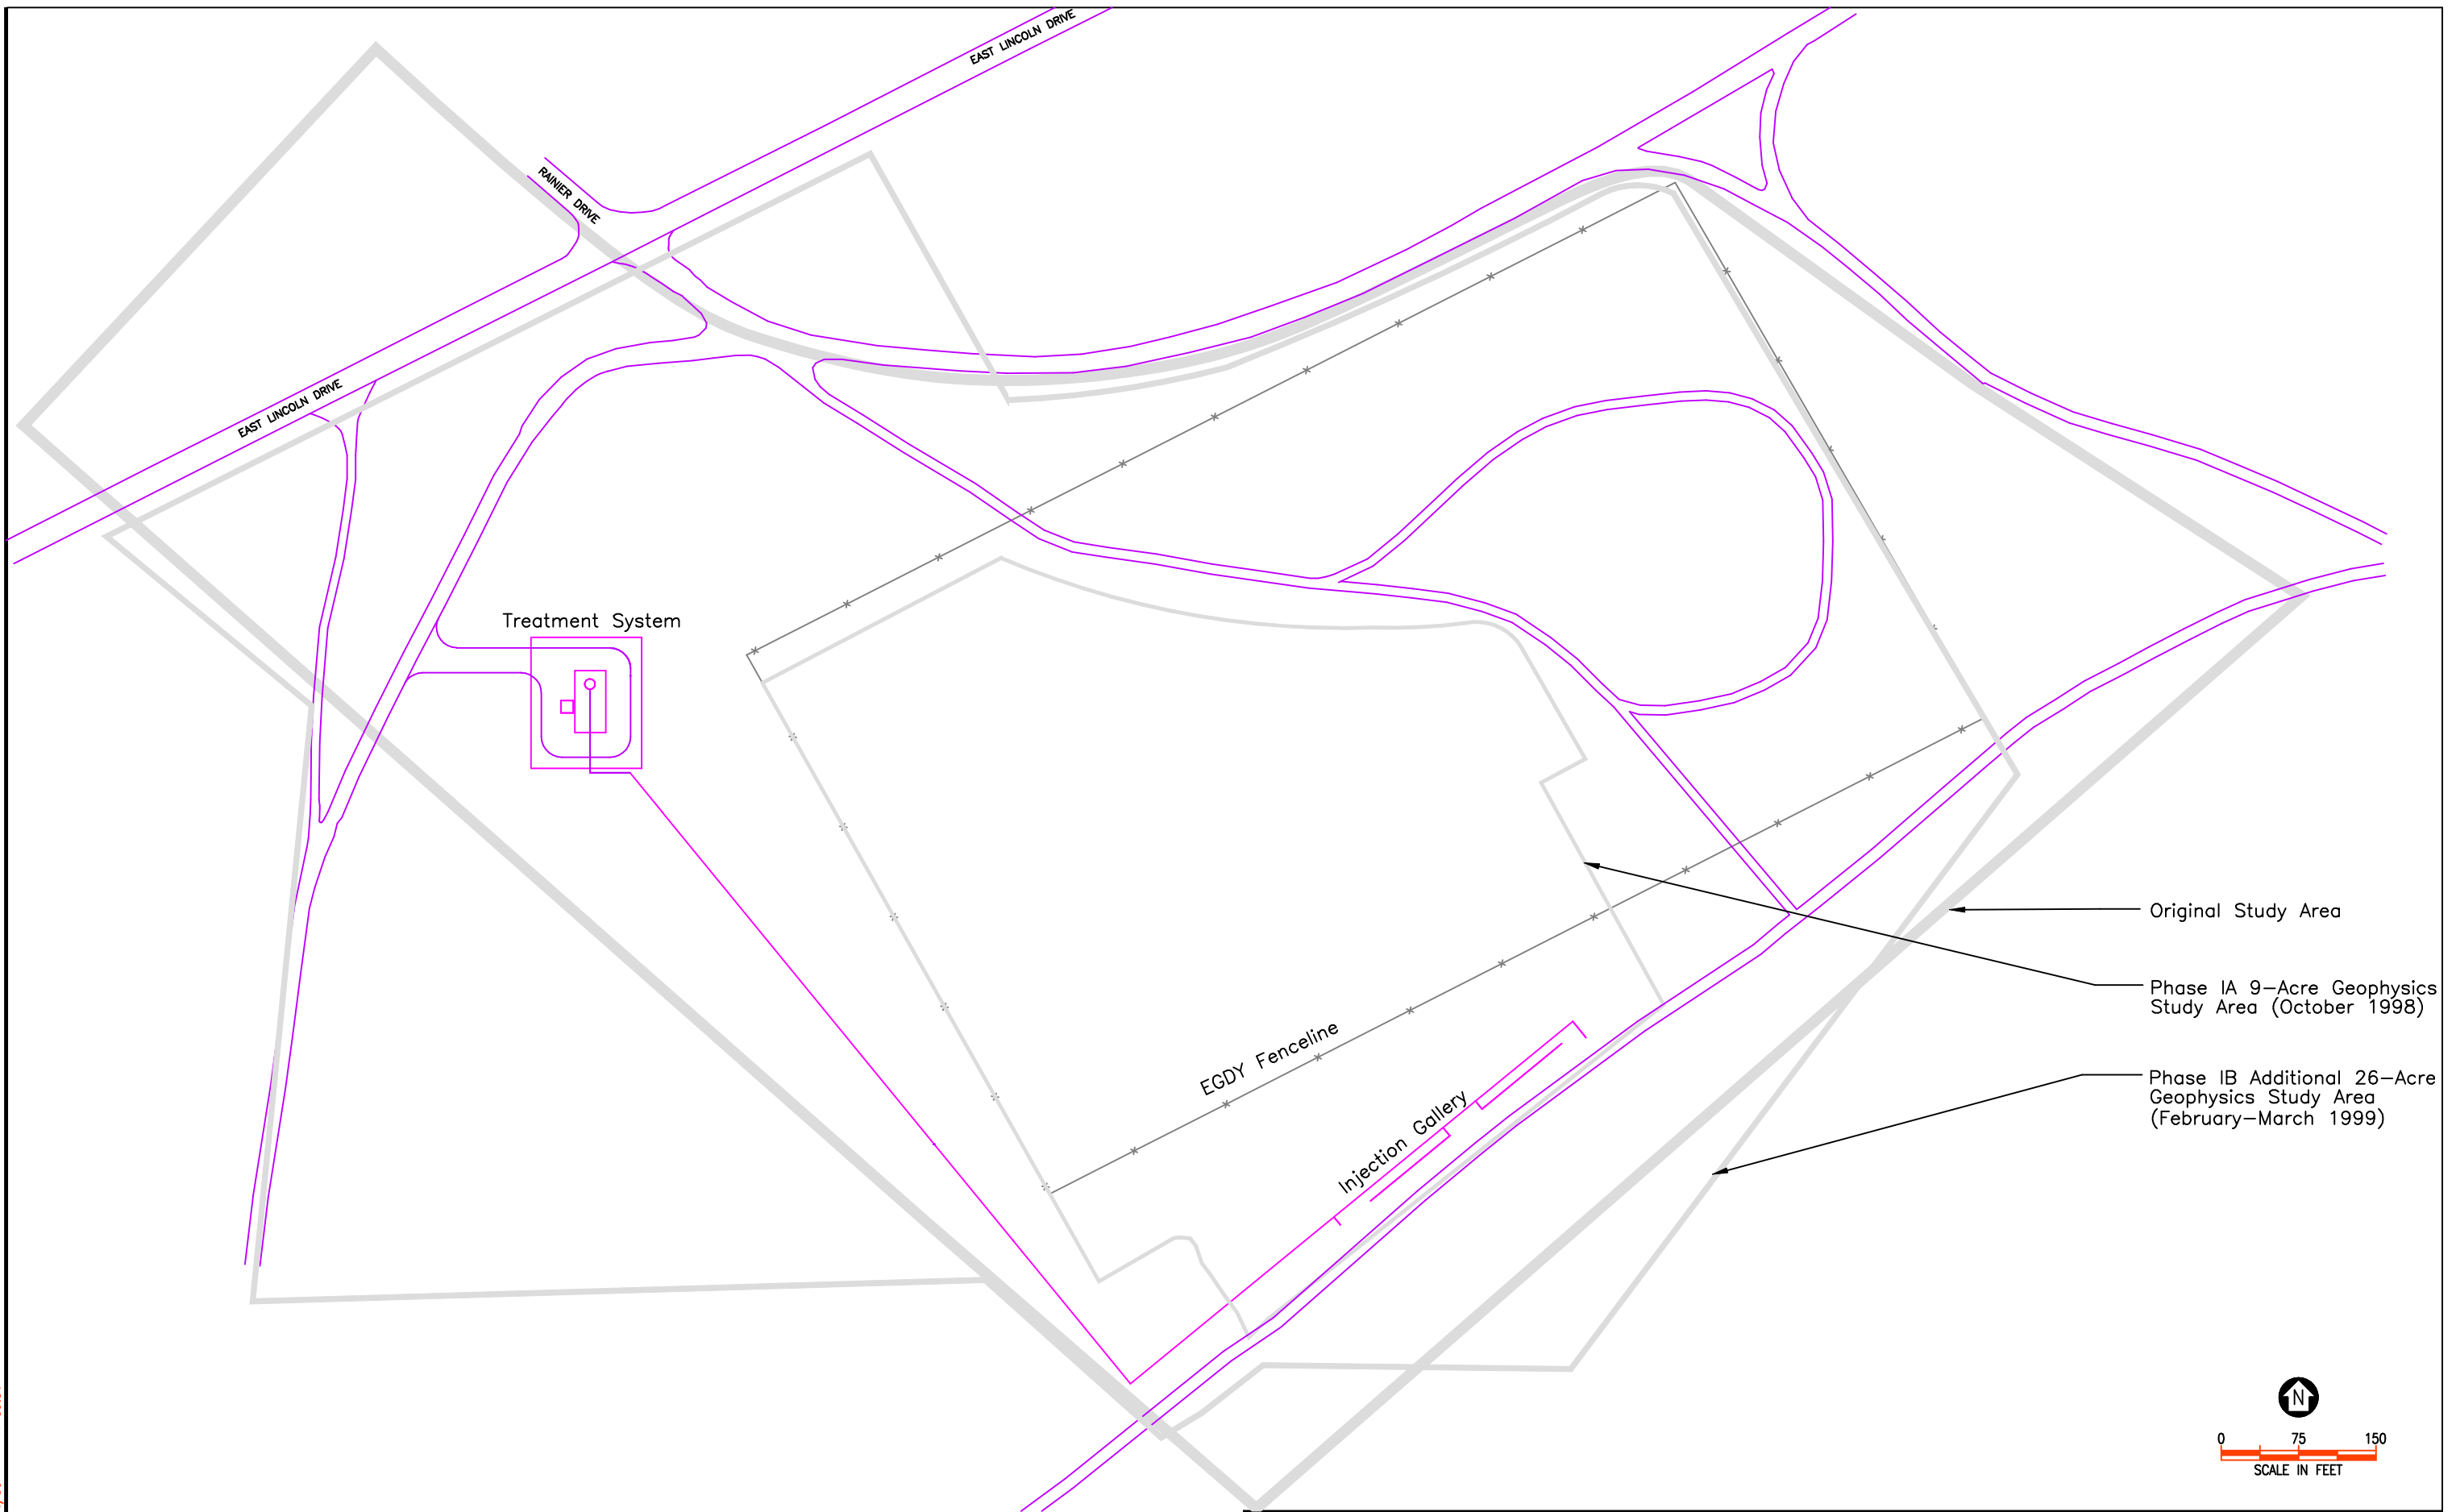 EAST LINCOLN DRIVE
RAINIER DRIVE
EAST LINCOLN DRIVE
Treatment System
Original Study Area
Phase IA 9-Acre Geophysics
Study Area (October 1998)
EGDY Fenceline
Phase IB Additional 26-Acre
Geophysics Study Area
(February-March 1999)
Injection Gallery
N
0 75 150
SCALE IN FEET